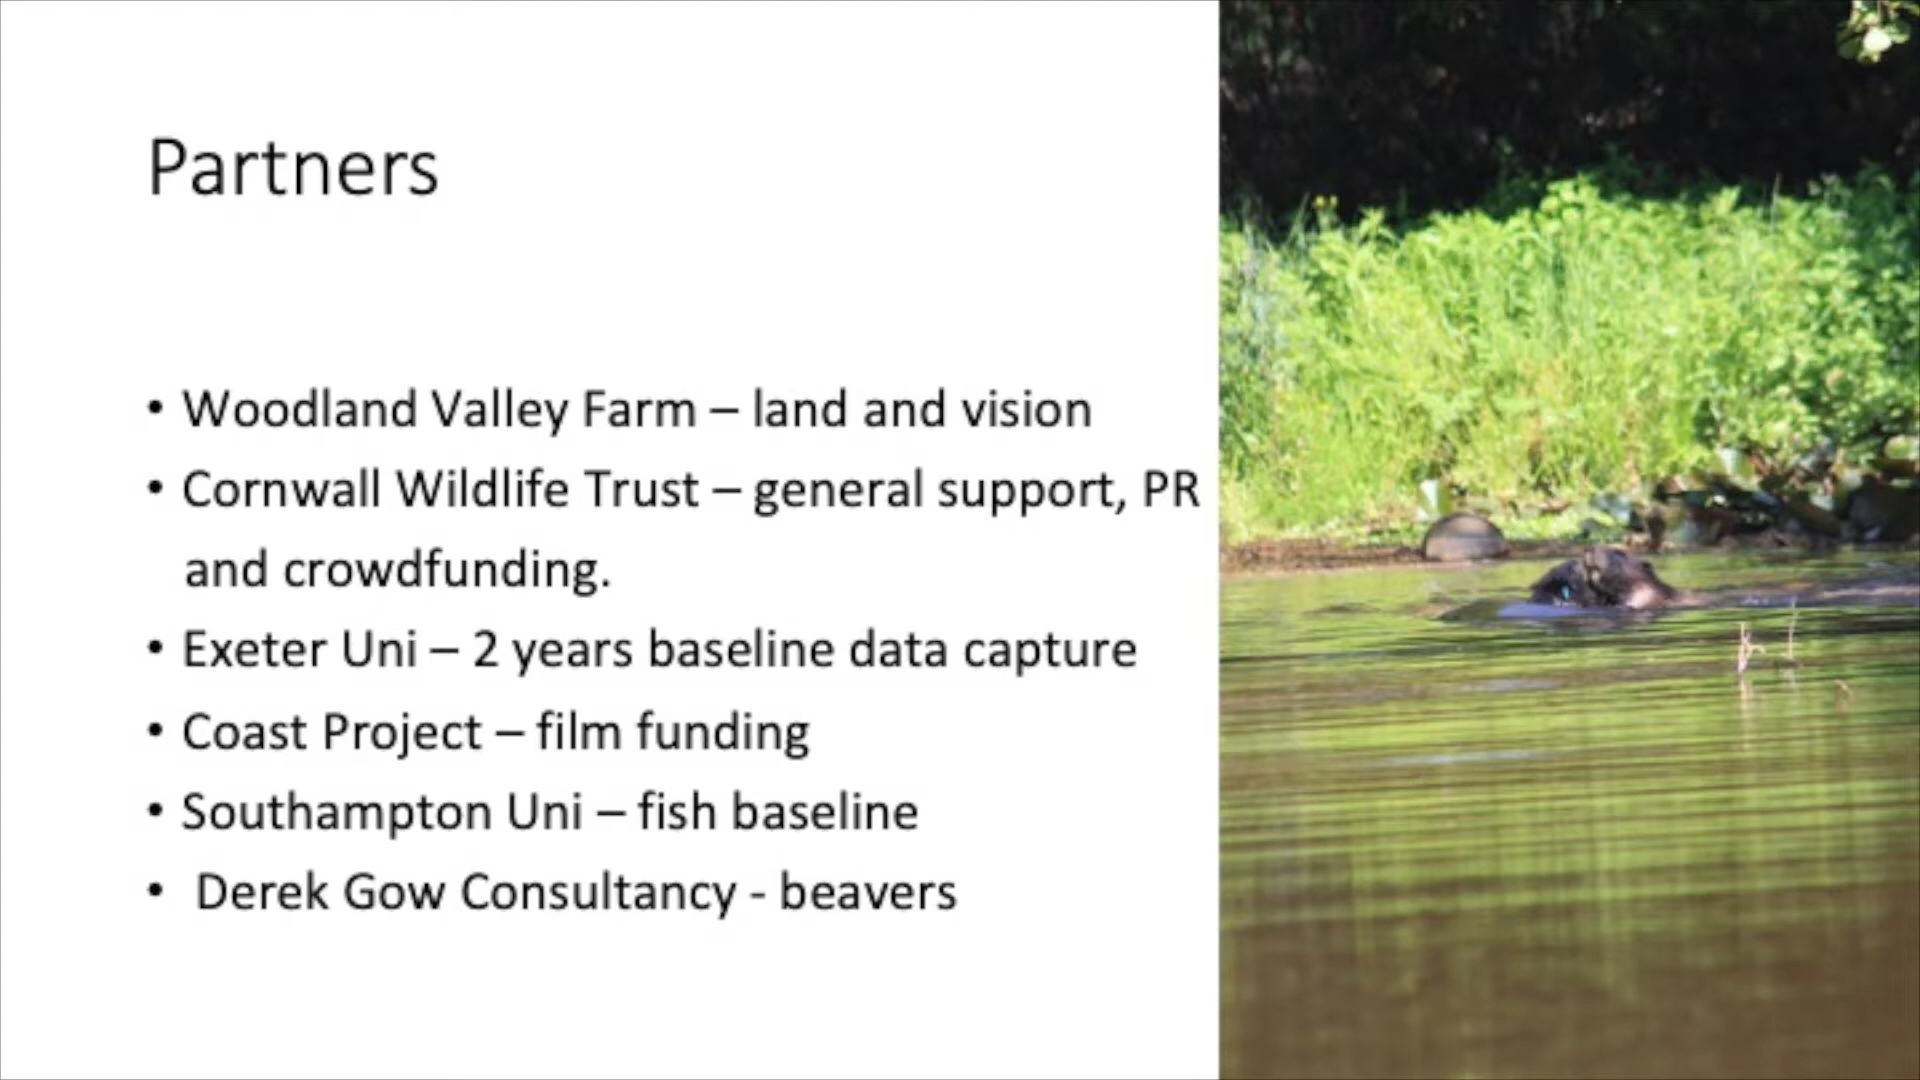 Partners
• Woodland Valley Farm – land and vision
• Cornwall Wildlife Trust – general support, PR
and crowdfunding.
• Exeter Uni – 2 years baseline data capture
• Coast Project – film funding
• Southampton Uni – fish baseline
• Derek Gow Consultancy - beavers